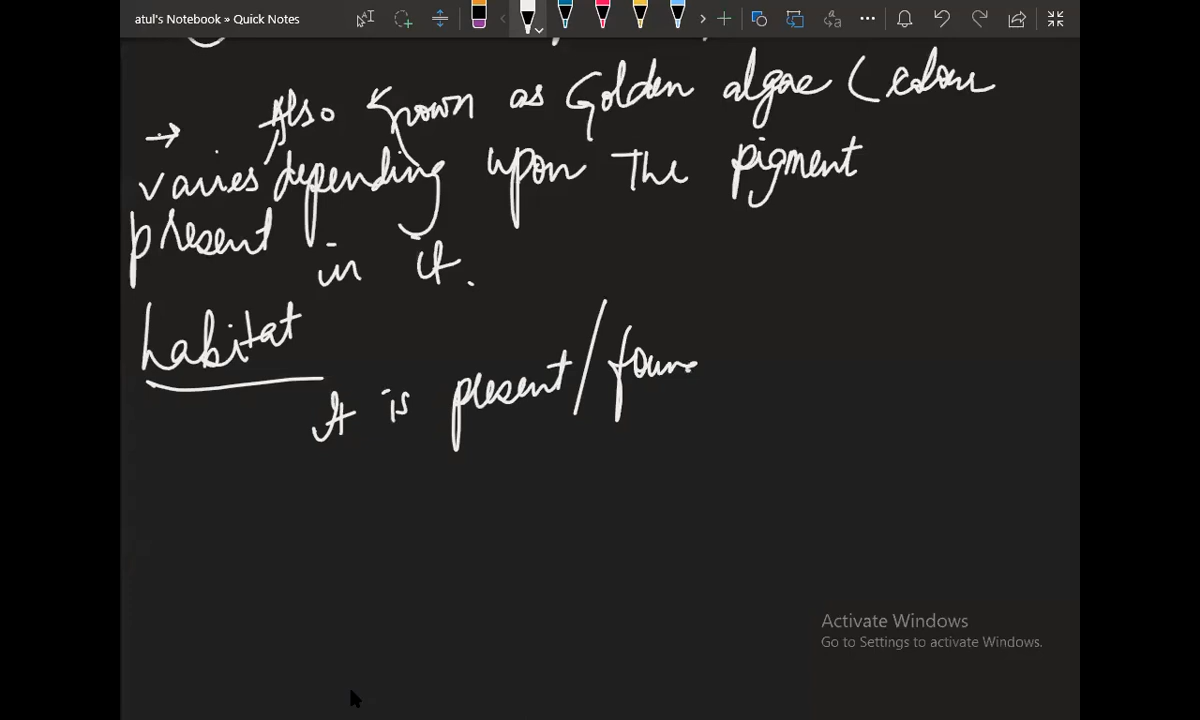 atul's Notebook » Quick Notes
→ Also known as Golden algae (colour
varies depending upon The pigment
present in it.
habitat
It is present/foun
Activate Windows
Go to Settings to activate Windows.